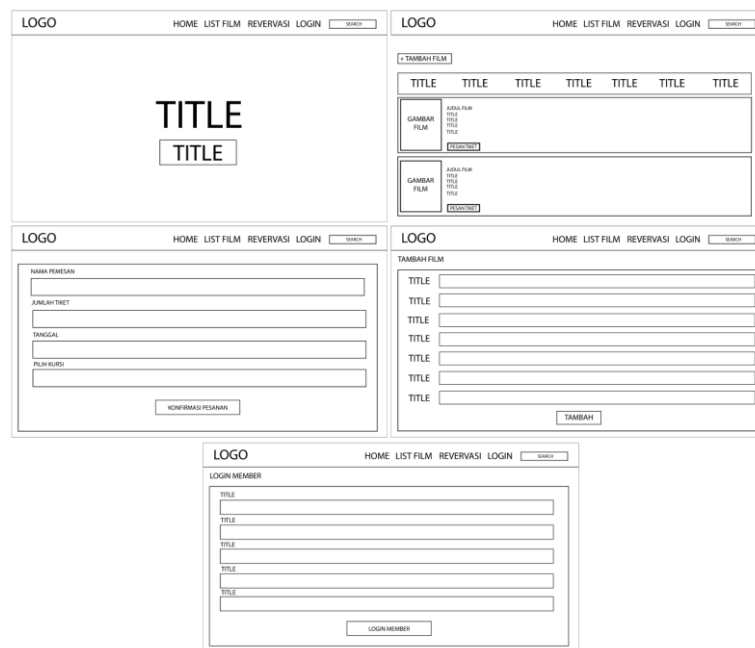 LOGO HOME LIST FILM REVERVASI LOGIN SEARCH
TITLE
TITLE
LOGO HOME LIST FILM REVERVASI LOGIN SEARCH
+ TAMBAH FILM
TITLE TITLE TITLE TITLE TITLE TITLE TITLE
GAMBAR FILM
JUDUL FILM
TITLE
TITLE
TITLE
TITLE
PESAN TIKET
GAMBAR FILM
JUDUL FILM
TITLE
TITLE
TITLE
TITLE
PESAN TIKET
LOGO HOME LIST FILM REVERVASI LOGIN SEARCH
NAMA PEMESAN
JUMLAH TIKET
TANGGAL
PILIH KURSI
KONFIRMASI PESANAN
LOGO HOME LIST FILM REVERVASI LOGIN SEARCH
TAMBAH FILM
TITLE
TITLE
TITLE
TITLE
TITLE
TITLE
TITLE
TAMBAH
LOGO HOME LIST FILM REVERVASI LOGIN SEARCH
LOGIN MEMBER
TITLE
TITLE
TITLE
TITLE
TITLE
LOGIN MEMBER